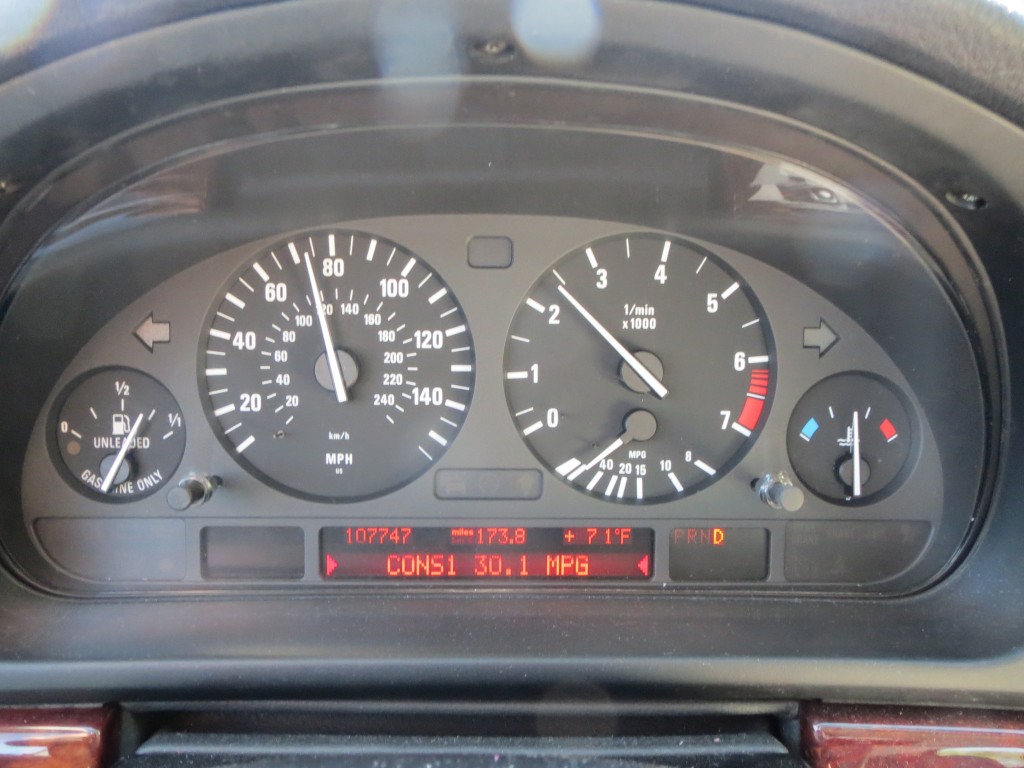 0 1/2 1/1
UNLEADED
GASOLINE ONLY
20 40 60 80 100 120 140
20 40 60 80 100 120 140 160 180 200 220 240
km/h
MPH
US
0 1 2 3 4 5 6 7
1/min
x1000
MPG
40 20 15 10 8
107747 miles 173.8 + 71°F
CONS1 30.1 MPG
PRND